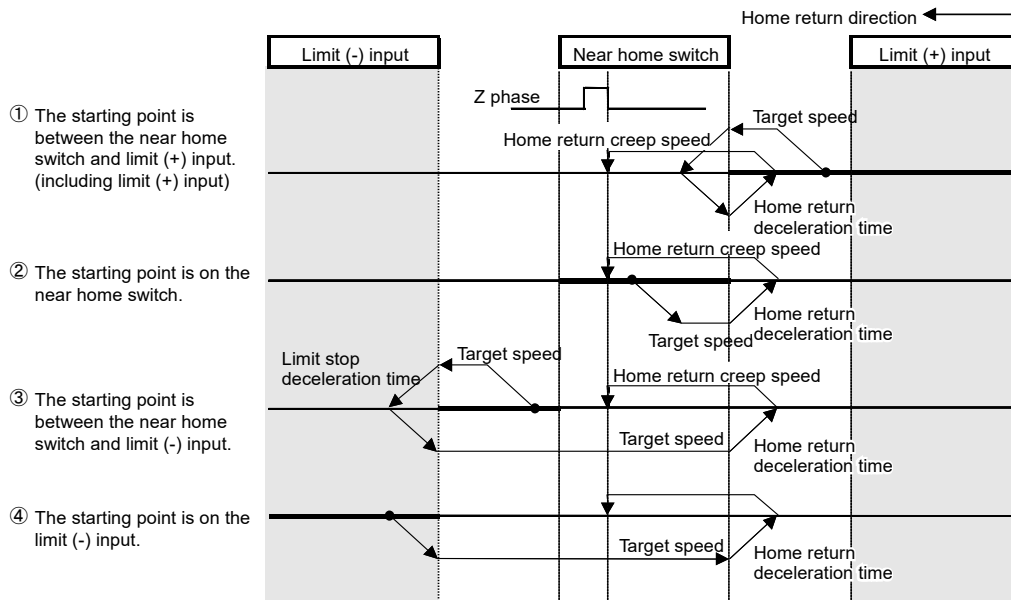 Home return direction
Limit (-) input
Near home switch
Limit (+) input
Z phase
① The starting point is
between the near home
switch and limit (+) input.
(including limit (+) input)
Target speed
Home return creep speed
Home return
deceleration time
② The starting point is on the
near home switch.
Home return creep speed
Home return
deceleration time
Target speed
Limit stop
deceleration time
Target speed
Home return creep speed
③ The starting point is
between the near home
switch and limit (-) input.
Target speed
Home return
deceleration time
④ The starting point is on the
limit (-) input.
Target speed
Home return
deceleration time